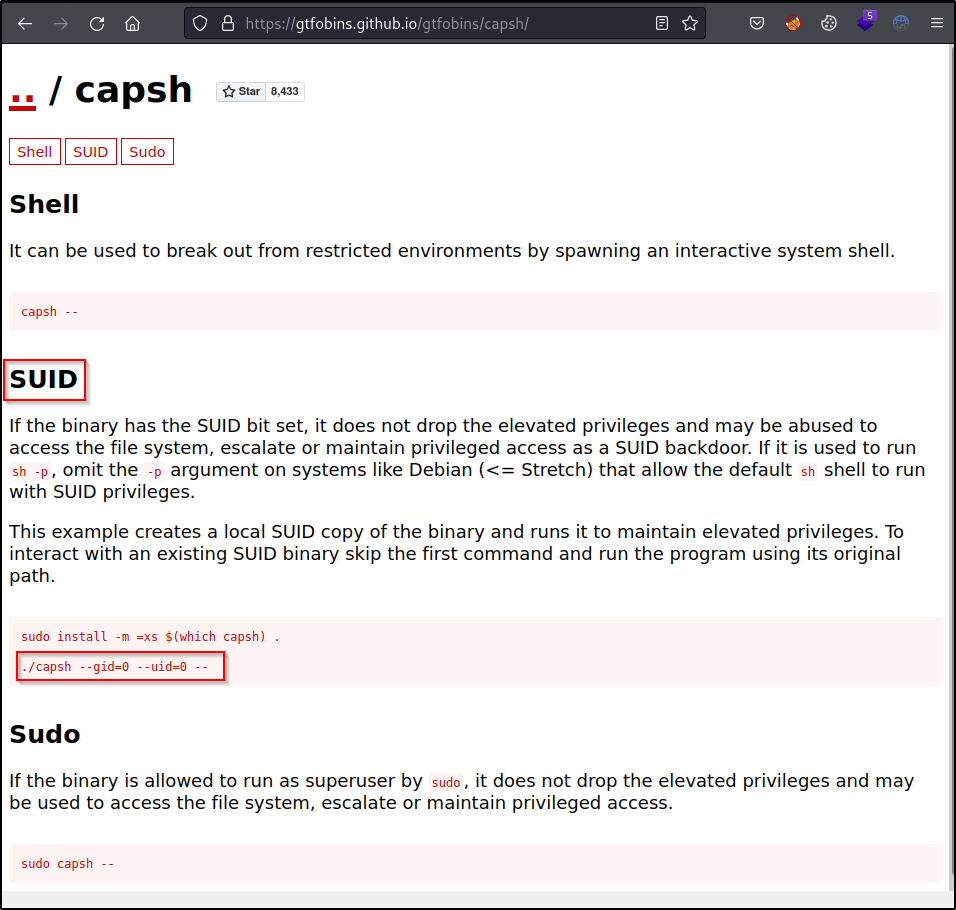 https://gtfobins.github.io/gtfobins/capsh/
5
.. / capsh
Star 8,433
Shell SUID Sudo
Shell
It can be used to break out from restricted environments by spawning an interactive system shell.
capsh --
SUID
If the binary has the SUID bit set, it does not drop the elevated privileges and may be abused to
access the file system, escalate or maintain privileged access as a SUID backdoor. If it is used to run
sh -p, omit the -p argument on systems like Debian (<= Stretch) that allow the default sh shell to run
with SUID privileges.
This example creates a local SUID copy of the binary and runs it to maintain elevated privileges. To
interact with an existing SUID binary skip the first command and run the program using its original
path.
sudo install -m =xs $(which capsh) .
./capsh --gid=0 --uid=0 --
Sudo
If the binary is allowed to run as superuser by sudo, it does not drop the elevated privileges and may
be used to access the file system, escalate or maintain privileged access.
sudo capsh --